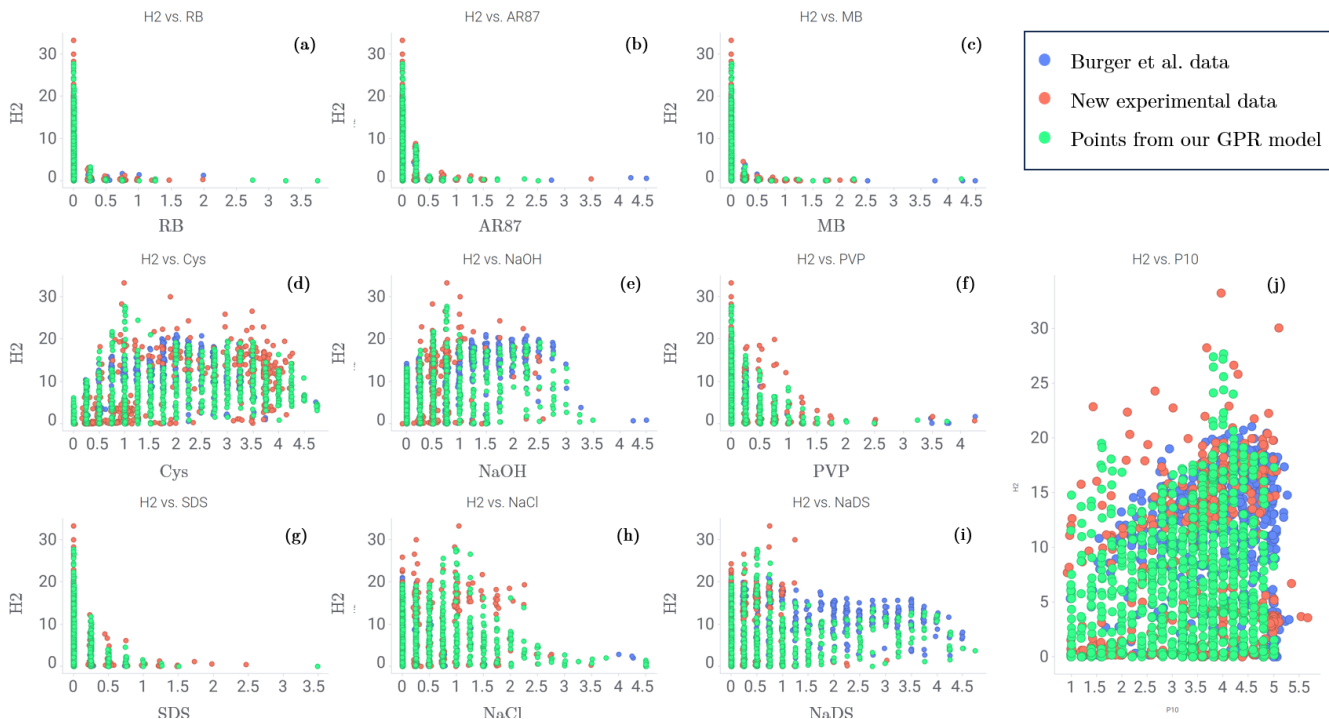 H2 vs. RB
(a)
H2
30
20
10
0
0 0.5 1 1.5 2 2.5 3 3.5
RB
H2 vs. AR87
(b)
H2
30
20
10
0
0 0.5 1 1.5 2 2.5 3 3.5 4 4.5
AR87
H2 vs. MB
(c)
H2
30
20
10
0
0 0.5 1 1.5 2 2.5 3 3.5 4 4.5
MB
Burger et al. data
New experimental data
Points from our GPR model
H2 vs. Cys
(d)
H2
30
20
10
0
0 0.5 1 1.5 2 2.5 3 3.5 4 4.5
Cys
H2 vs. NaOH
(e)
H2
30
20
10
0
0 0.5 1 1.5 2 2.5 3 3.5 4 4.5
NaOH
H2 vs. PVP
(f)
H2
30
20
10
0
0 0.5 1 1.5 2 2.5 3 3.5 4
PVP
H2 vs. SDS
(g)
H2
30
20
10
0
0 0.5 1 1.5 2 2.5 3 3.5
SDS
H2 vs. NaCl
(h)
H2
30
20
10
0
0 0.5 1 1.5 2 2.5 3 3.5 4 4.5
NaCl
H2 vs. NaDS
(i)
H2
30
20
10
0
0 0.5 1 1.5 2 2.5 3 3.5 4 4.5
NaDS
H2 vs. P10
(j)
H2
30
25
20
15
10
5
0
1 1.5 2 2.5 3 3.5 4 4.5 5 5.5
P10